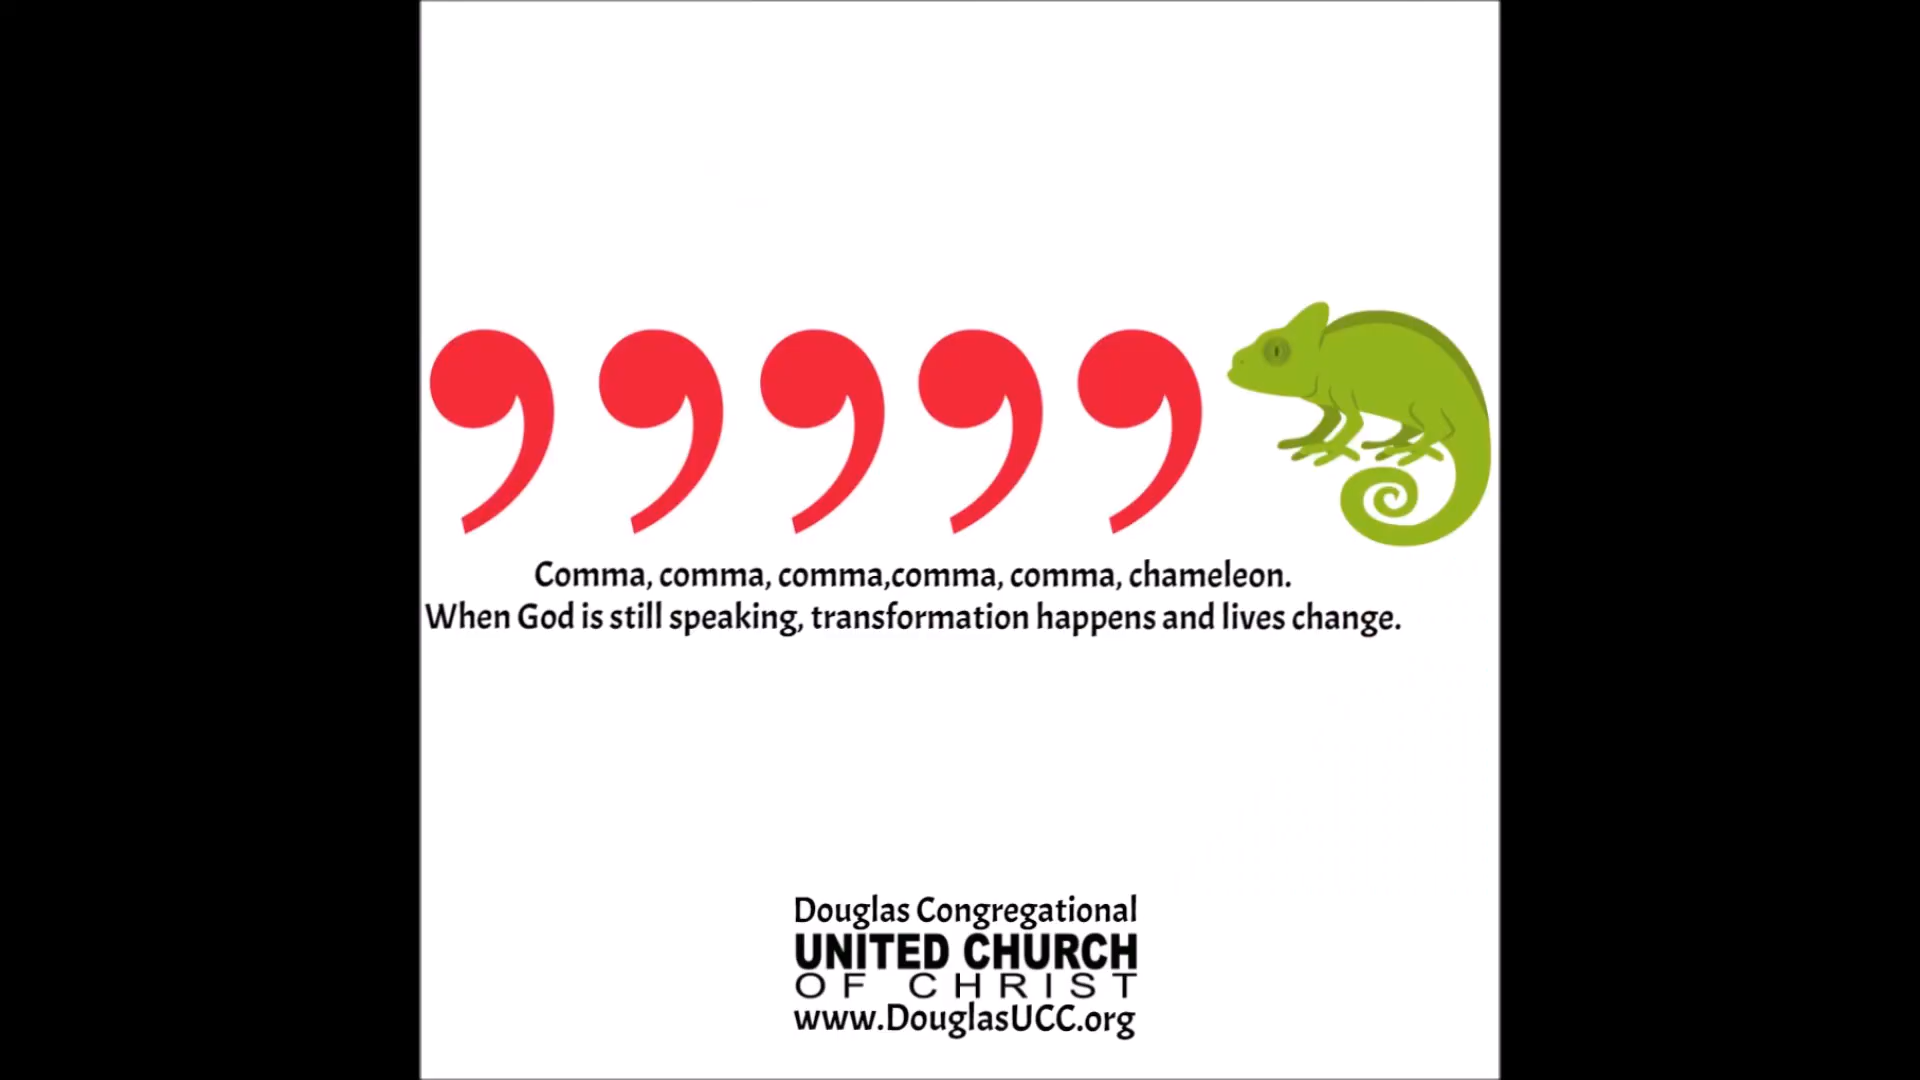 Comma, comma, comma,comma, comma, chameleon.
When God is still speaking, transformation happens and lives change.
Douglas Congregational
UNITED CHURCH
OF CHRIST
www.DouglasUCC.org